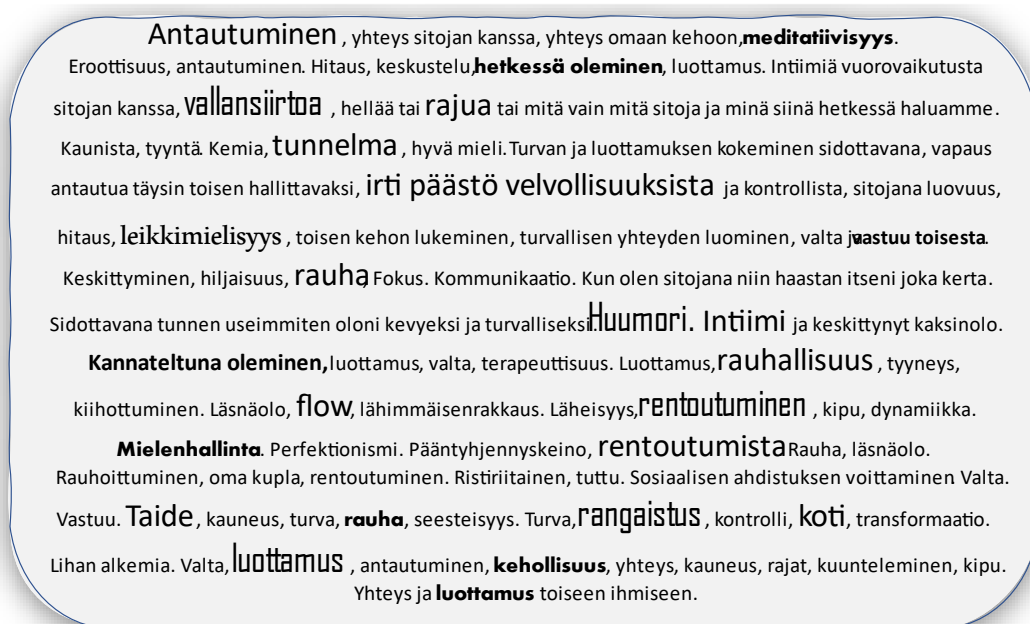 Antautuminen , yhteys sitojan kanssa, yhteys omaan kehoon,meditatiivisyys.
Eroottisuus, antautuminen. Hitaus, keskustelu,hetkessä oleminen, luottamus. Intiimiä vuorovaikutusta
sitojan kanssa, vallansiirtoa , hellää tai rajua tai mitä vain mitä sitoja ja minä siinä hetkessä haluamme.
Kaunista, tyyntä. Kemia, tunnelma , hyvä mieli. Turvan ja luottamuksen kokeminen sidottavana, vapaus
antautua täysin toisen hallittavaksi, irti päästö velvollisuuksista ja kontrollista, sitojana luovuus,
hitaus, leikkimielisyys , toisen kehon lukeminen, turvallisen yhteyden luominen, valta ja vastuu toisesta.
Keskittyminen, hiljaisuus, rauha, Fokus. Kommunikaatio. Kun olen sitojana niin haastan itseni joka kerta.
Sidottavana tunnen useimmiten oloni kevyeksi ja turvalliseksi. Huumori. Intiimi ja keskittynyt kaksinolo.
Kannateltuna oleminen, luottamus, valta, terapeuttisuus. Luottamus, rauhallisuus , tyyneys,
kiihottuminen. Läsnäolo, flow, lähimmäisenrakkaus. Läheisyys, rentoutuminen , kipu, dynamiikka.
Mielenhallinta. Perfektionismi. Pääntyhjennyskeino, rentoutumista Rauha, läsnäolo.
Rauhoittuminen, oma kupla, rentoutuminen. Ristiriitainen, tuttu. Sosiaalisen ahdistuksen voittaminen. Valta.
Vastuu. Taide , kauneus, turva, rauha, seesteisyys. Turva, rangaistus , kontrolli, koti, transformaatio.
Lihan alkemia. Valta, luottamus , antautuminen, kehollisuus, yhteys, kauneus, rajat, kuunteleminen, kipu.
Yhteys ja luottamus toiseen ihmiseen.